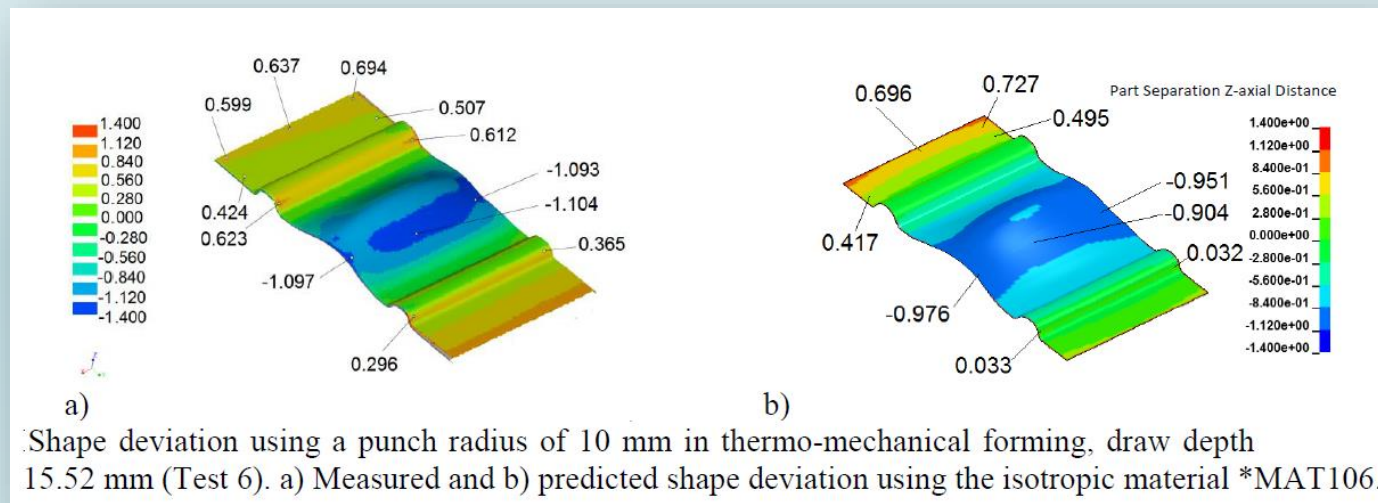 0.637 0.694
0.599 0.507
0.612
1.400
1.120
0.840
0.560
0.280
0.000
-0.280
-0.560
-0.840
-1.120
-1.400
-1.093
-1.104
0.424
0.623
0.365
-1.097
0.296
a)
0.696 0.727
Part Separation Z-axial Distance
-0.495
1.400e+00
1.120e+00
8.400e-01
5.600e-01
2.800e-01
0.000e+00
-2.800e-01
-5.600e-01
-8.400e-01
-1.120e+00
-1.400e+00
-0.951
-0.904
0.417
0.032
-0.976
0.033
b)
Shape deviation using a punch radius of 10 mm in thermo-mechanical forming, draw depth
15.52 mm (Test 6). a) Measured and b) predicted shape deviation using the isotropic material *MAT106.